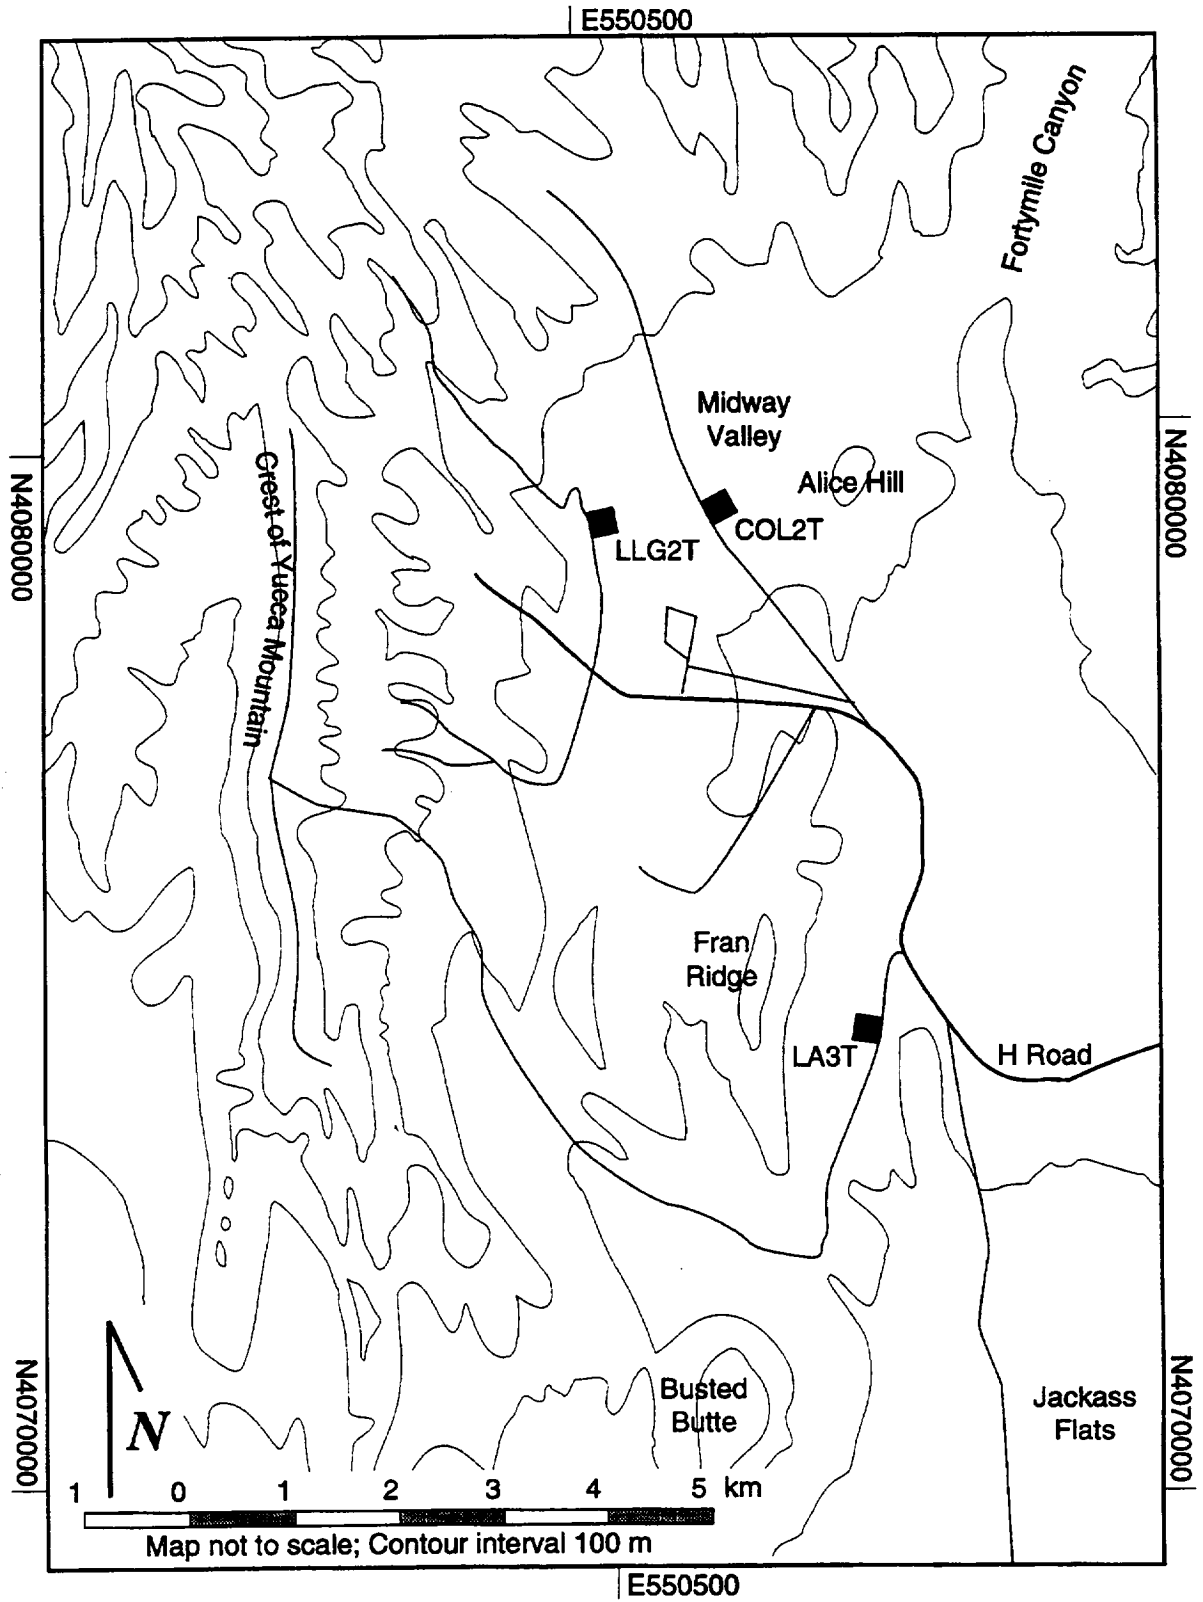 E550500
Fortymile Canyon
Midway
Valley
Alice Hill
N4080000
N4080000
Crest of Yucca Mountain
COL2T
LLG2T
Fran
Ridge
LA3T
H Road
N4070000
N4070000
Busted
Butte
Jackass
Flats
N
1 0 1 2 3 4 5 km
Map not to scale; Contour interval 100 m
E550500